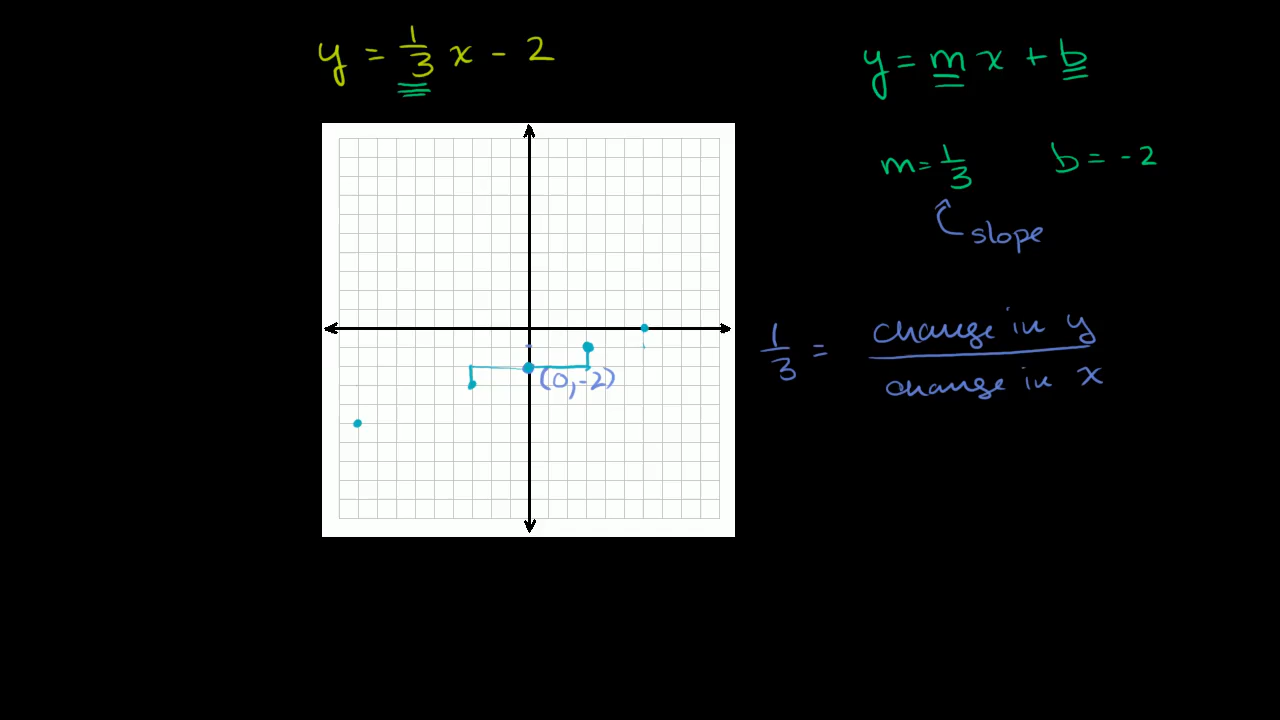 y = 1/3 x - 2
y = mx + b
m = 1/3 b = -2
slope
(0,-2)
1/3 = change in y / change in x